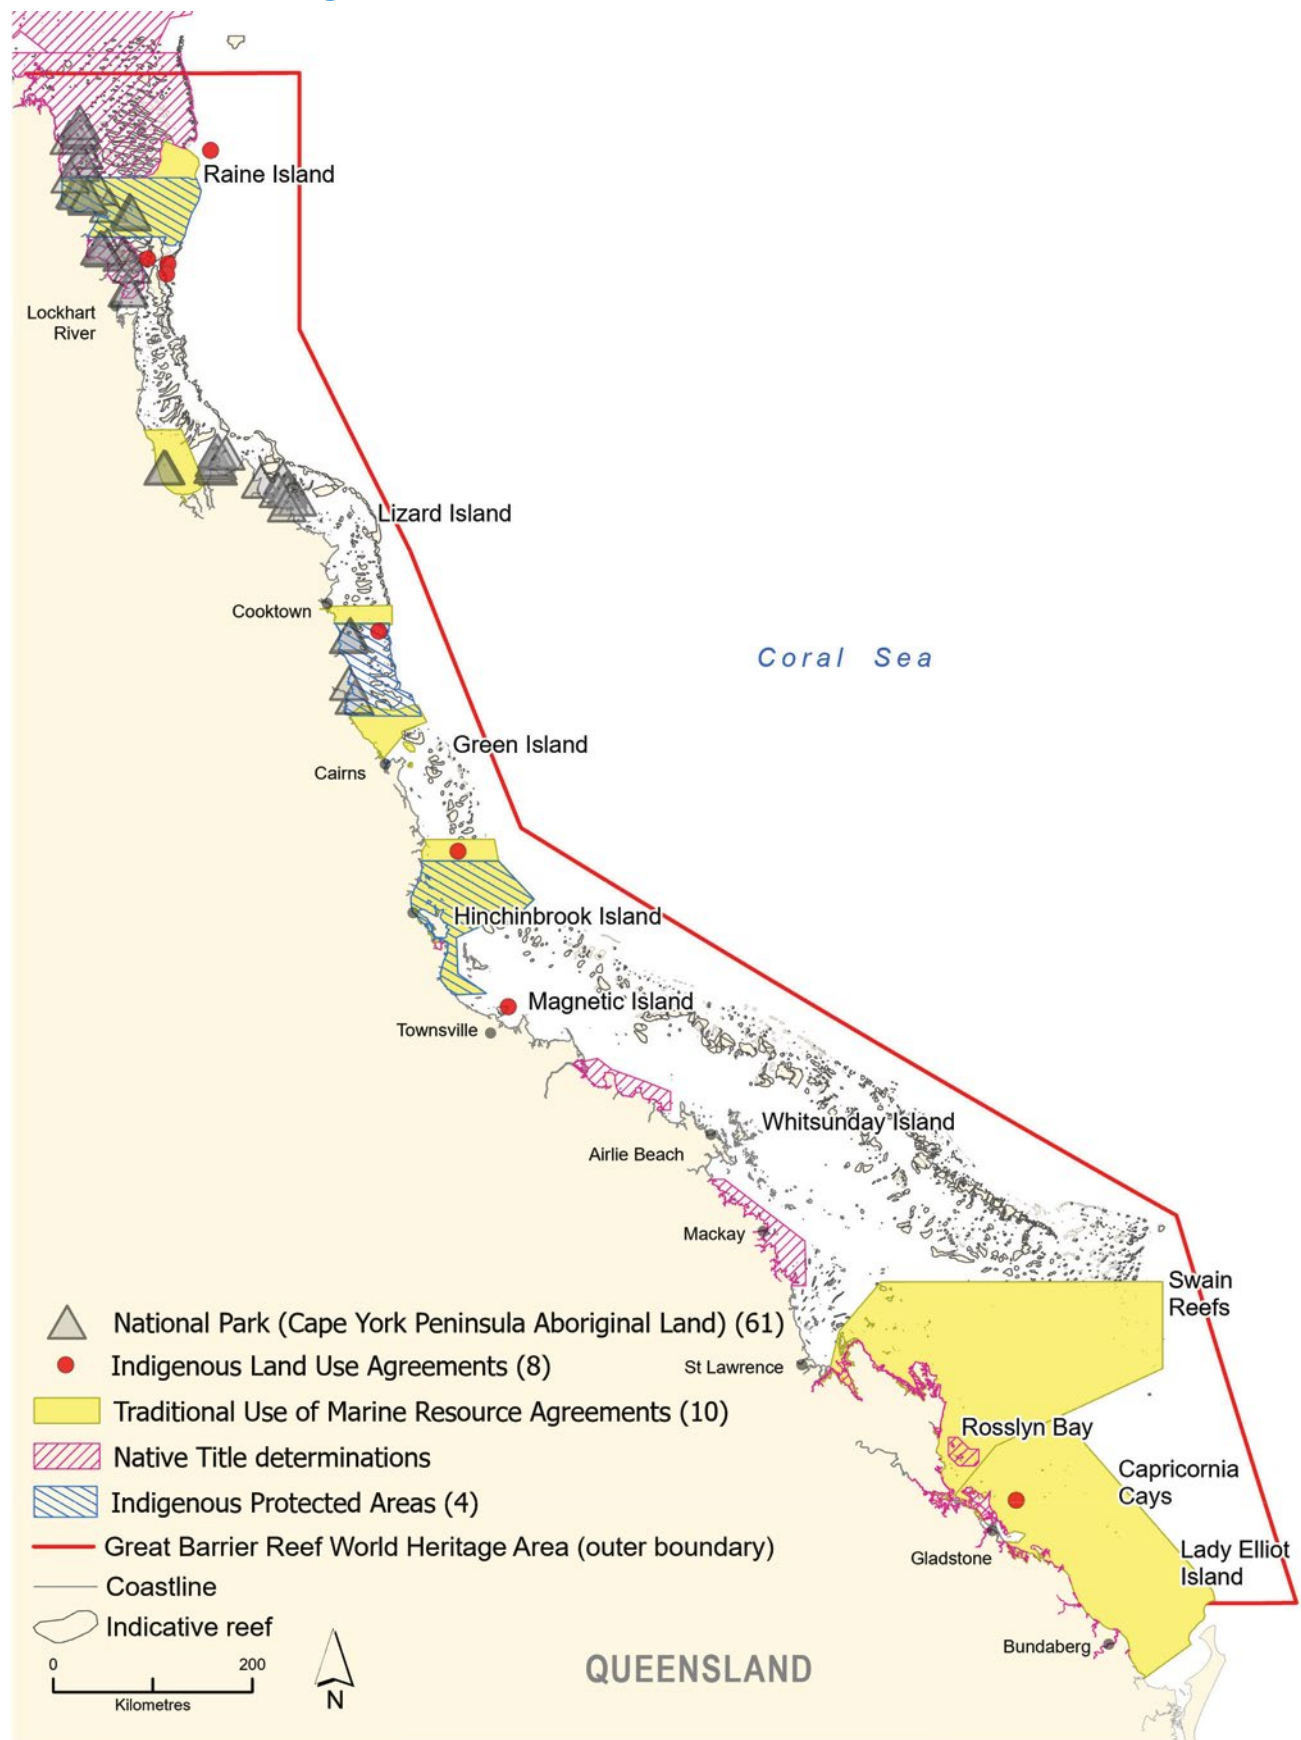 Raine Island
Lockhart
River
Lizard Island
Cooktown
Coral Sea
Green Island
Cairns
Hinchinbrook Island
Magnetic Island
Townsville
Whitsunday Island
Airlie Beach
Mackay
Swain
Reefs
National Park (Cape York Peninsula Aboriginal Land) (61)
Indigenous Land Use Agreements (8)
St Lawrence
Traditional Use of Marine Resource Agreements (10)
Rosslyn Bay
Native Title determinations
Capricornia
Cays
Indigenous Protected Areas (4)
Great Barrier Reef World Heritage Area (outer boundary)
Gladstone
Lady Elliot
Island
Coastline
Indicative reef
Bundaberg
0 200
Kilometres
N
QUEENSLAND